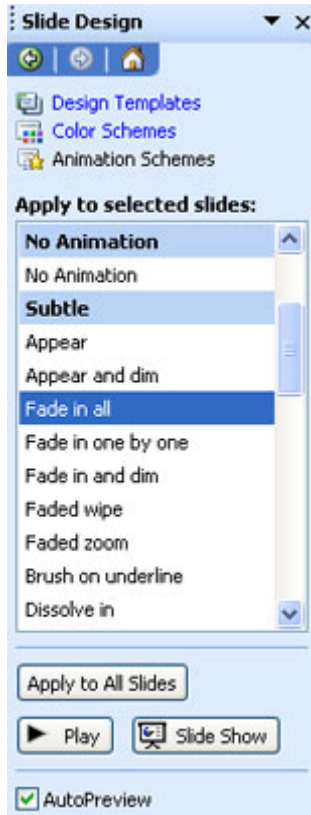 Slide Design
Design Templates
Color Schemes
Animation Schemes
Apply to selected slides:
No Animation
No Animation
Subtle
Appear
Appear and dim
Fade in all
Fade in one by one
Fade in and dim
Faded wipe
Faded zoom
Brush on underline
Dissolve in
Apply to All Slides
Play Slide Show
AutoPreview